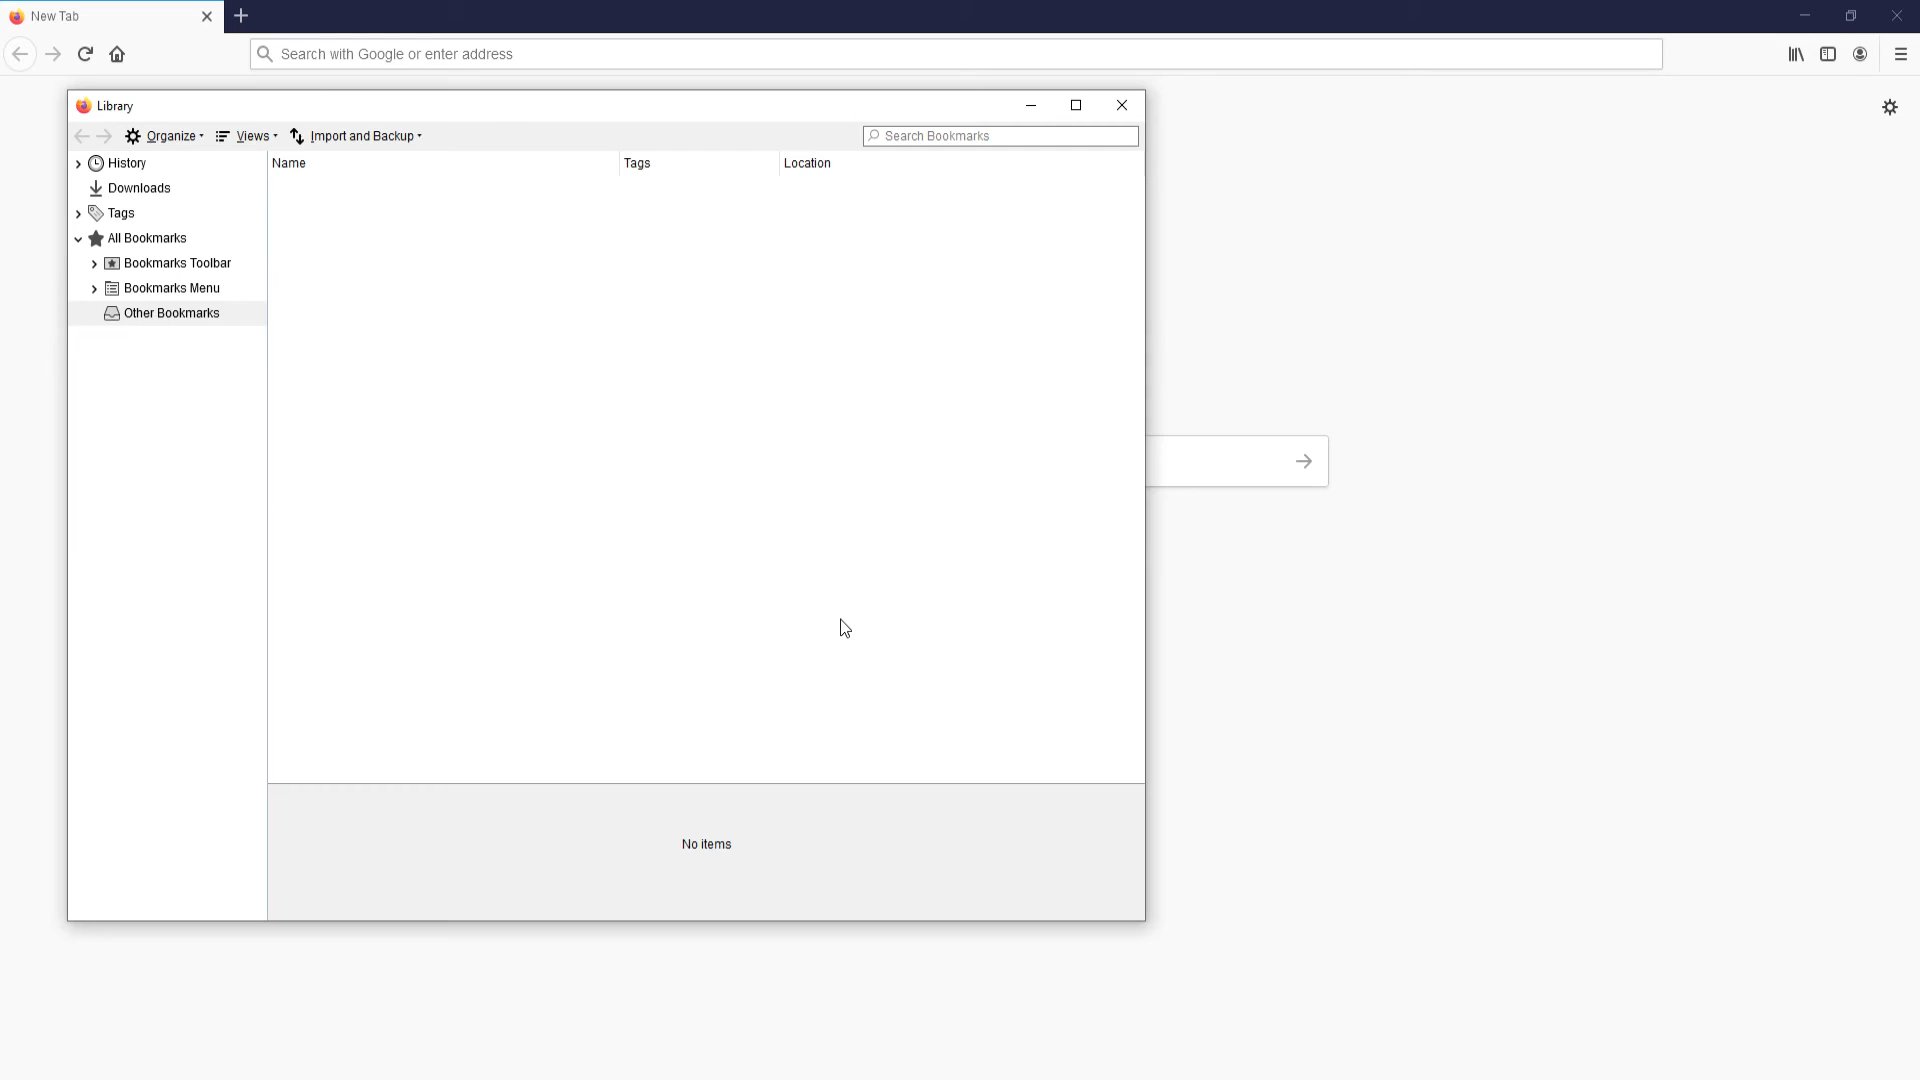 New Tab
Search with Google or enter address
Library
Organize
Views
Import and Backup
Search Bookmarks
History
Downloads
Tags
All Bookmarks
Bookmarks Toolbar
Bookmarks Menu
Other Bookmarks
Name
Tags
Location
No items